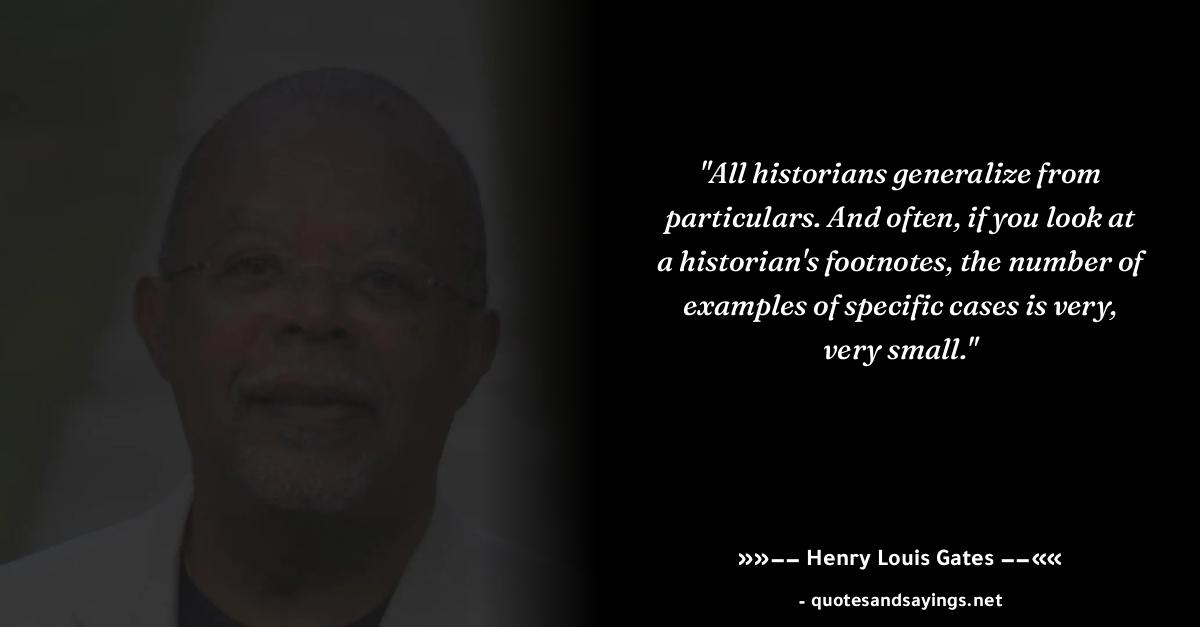 "All historians generalize from
particulars. And often, if you look at
a historian's footnotes, the number of
examples of specific cases is very,
very small."
»»−− Henry Louis Gates −−««
- quotesandsayings.net